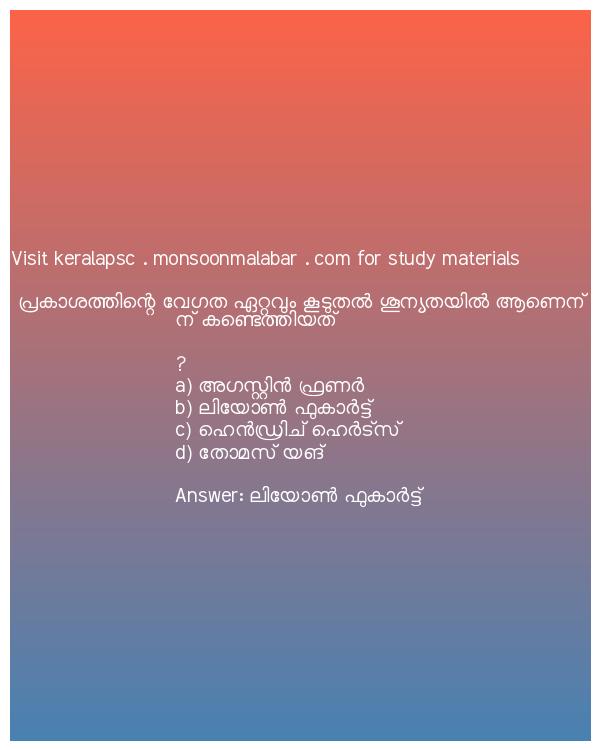 Visit keralapsc . monsoonmalabar . com for study materials
പ്രകാശത്തിന്റെ വേഗത ഏറ്റവും കൂടുതൽ ശൂന്യതയിൽ ആണെന്
ന് കണ്ടെത്തിയത്
?
a) അഗസ്റ്റിൻ ഫ്രണർ
b) ലിയോൺ ഫുകാർട്ട്
c) ഹെൻഡ്രിച് ഹെർട്സ്
d) തോമസ് യങ്
Answer: ലിയോൺ ഫുകാർട്ട്